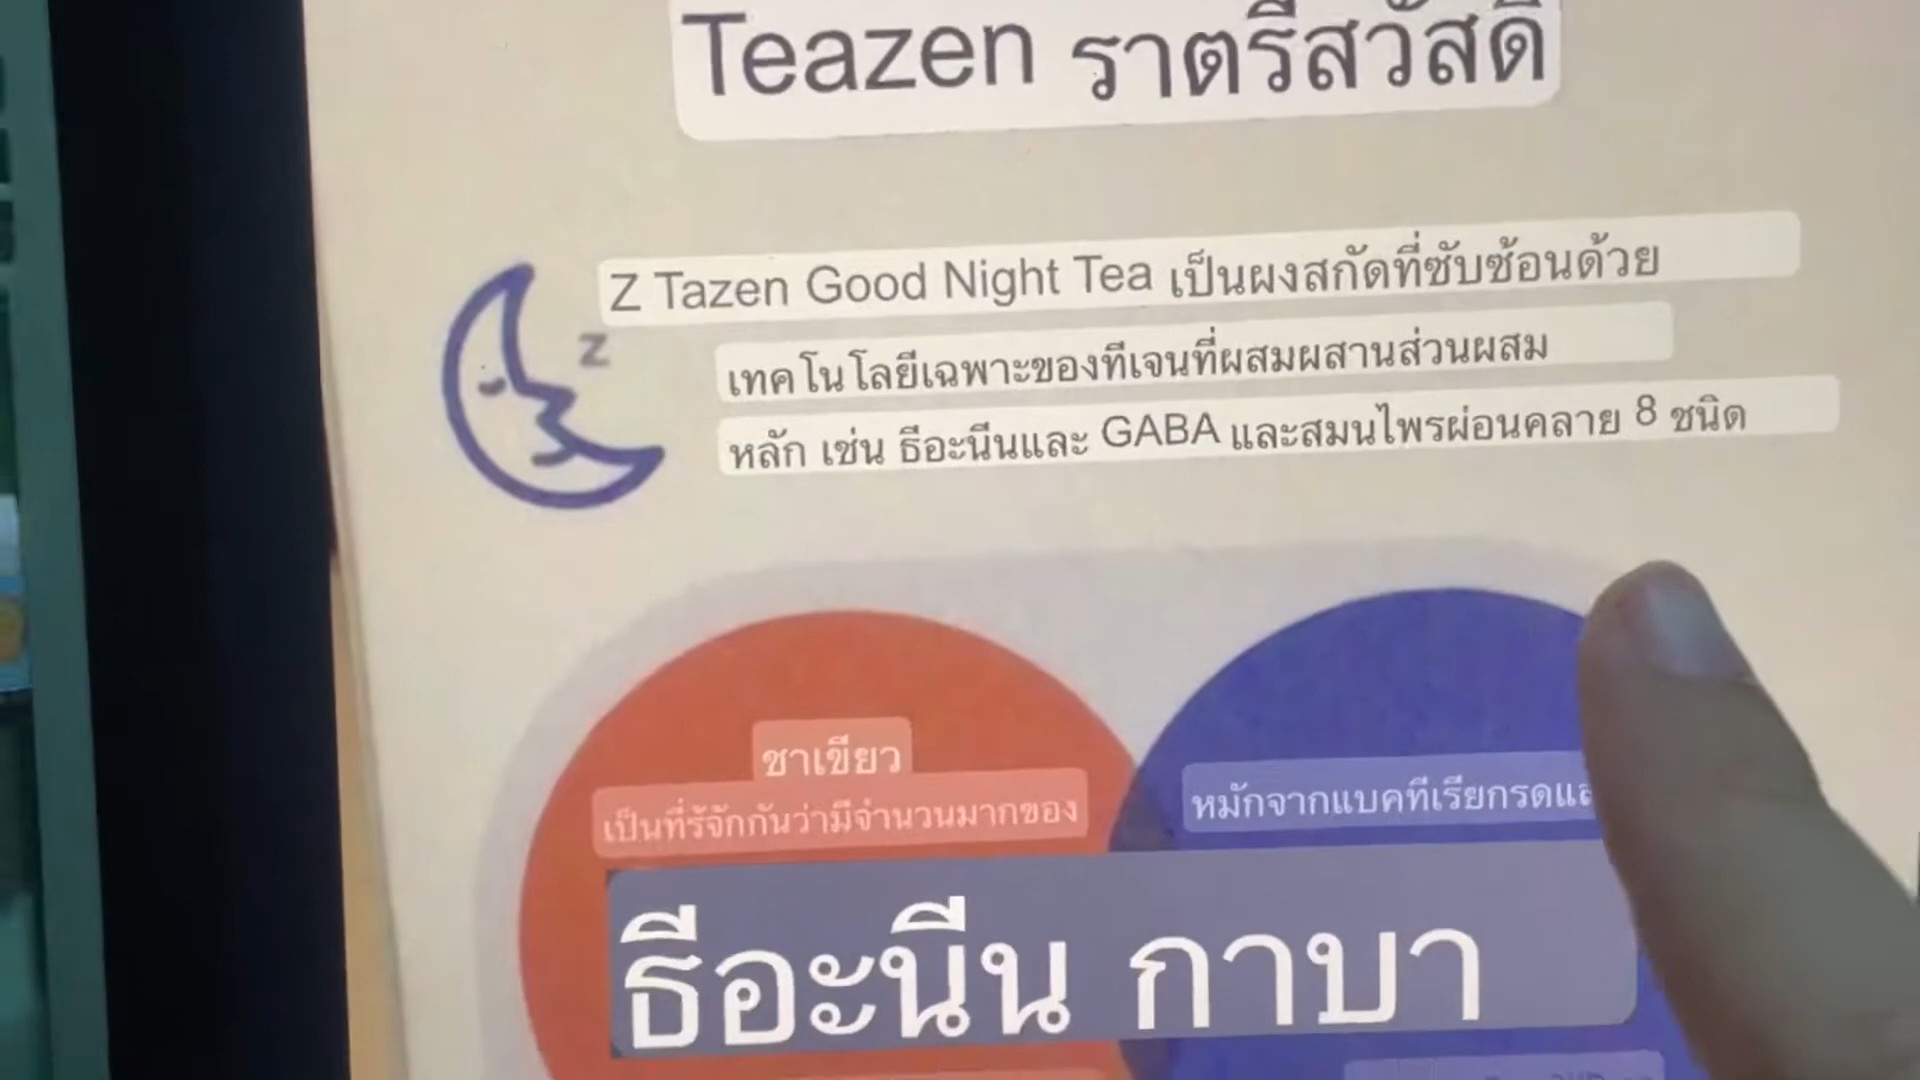 Teazen ราตรีสวัสดิ์
Z Tazen Good Night Tea เป็นผงสกัดที่ซับซ้อนด้วย
z
เทคโนโลยีเฉพาะของทีเจนที่ผสมผสานส่วนผสม
หลัก เช่น ธีอะนีนและ GABA และสมนไพรผ่อนคลาย 8 ชนิด
ชาเขียว
เป็นที่รู้จักกันว่ามีจำนวนมากของ
หมักจากแบคทีเรียกรดแล
ธีอะนีน กาบา